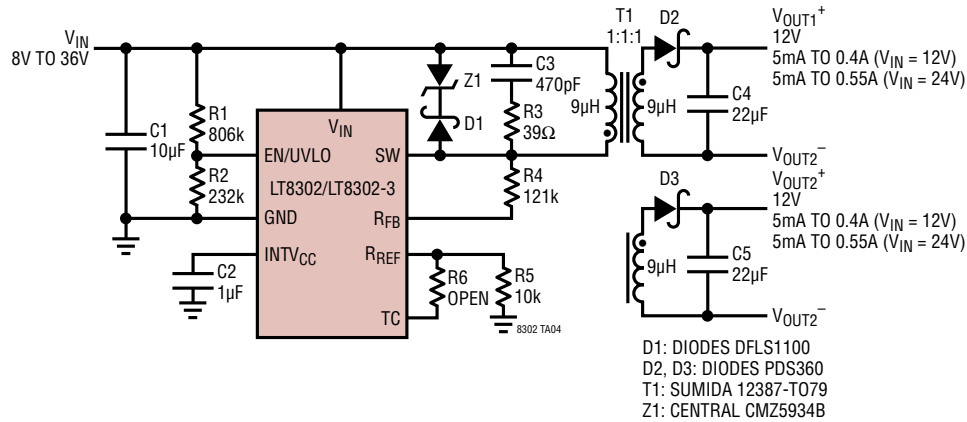 VIN
8V TO 36V
C1
10µF
R1
806k
R2
232k
C2
1µF
VIN
EN/UVLO
SW
LT8302/LT8302-3
GND
RFB
INTVCC
RREF
TC
Z1
D1
C3
470pF
R3
39Ω
R4
121k
R6
OPEN
R5
10k
8302 TA04
T1
1:1:1
9µH
9µH
D2
C4
22µF
VOUT1+
12V
5mA TO 0.4A (VIN = 12V)
5mA TO 0.55A (VIN = 24V)
VOUT2–
D3
9µH
C5
22µF
VOUT2+
12V
5mA TO 0.4A (VIN = 12V)
5mA TO 0.55A (VIN = 24V)
VOUT2–
D1: DIODES DFLS1100
D2, D3: DIODES PDS360
T1: SUMIDA 12387-TO79
Z1: CENTRAL CMZ5934B